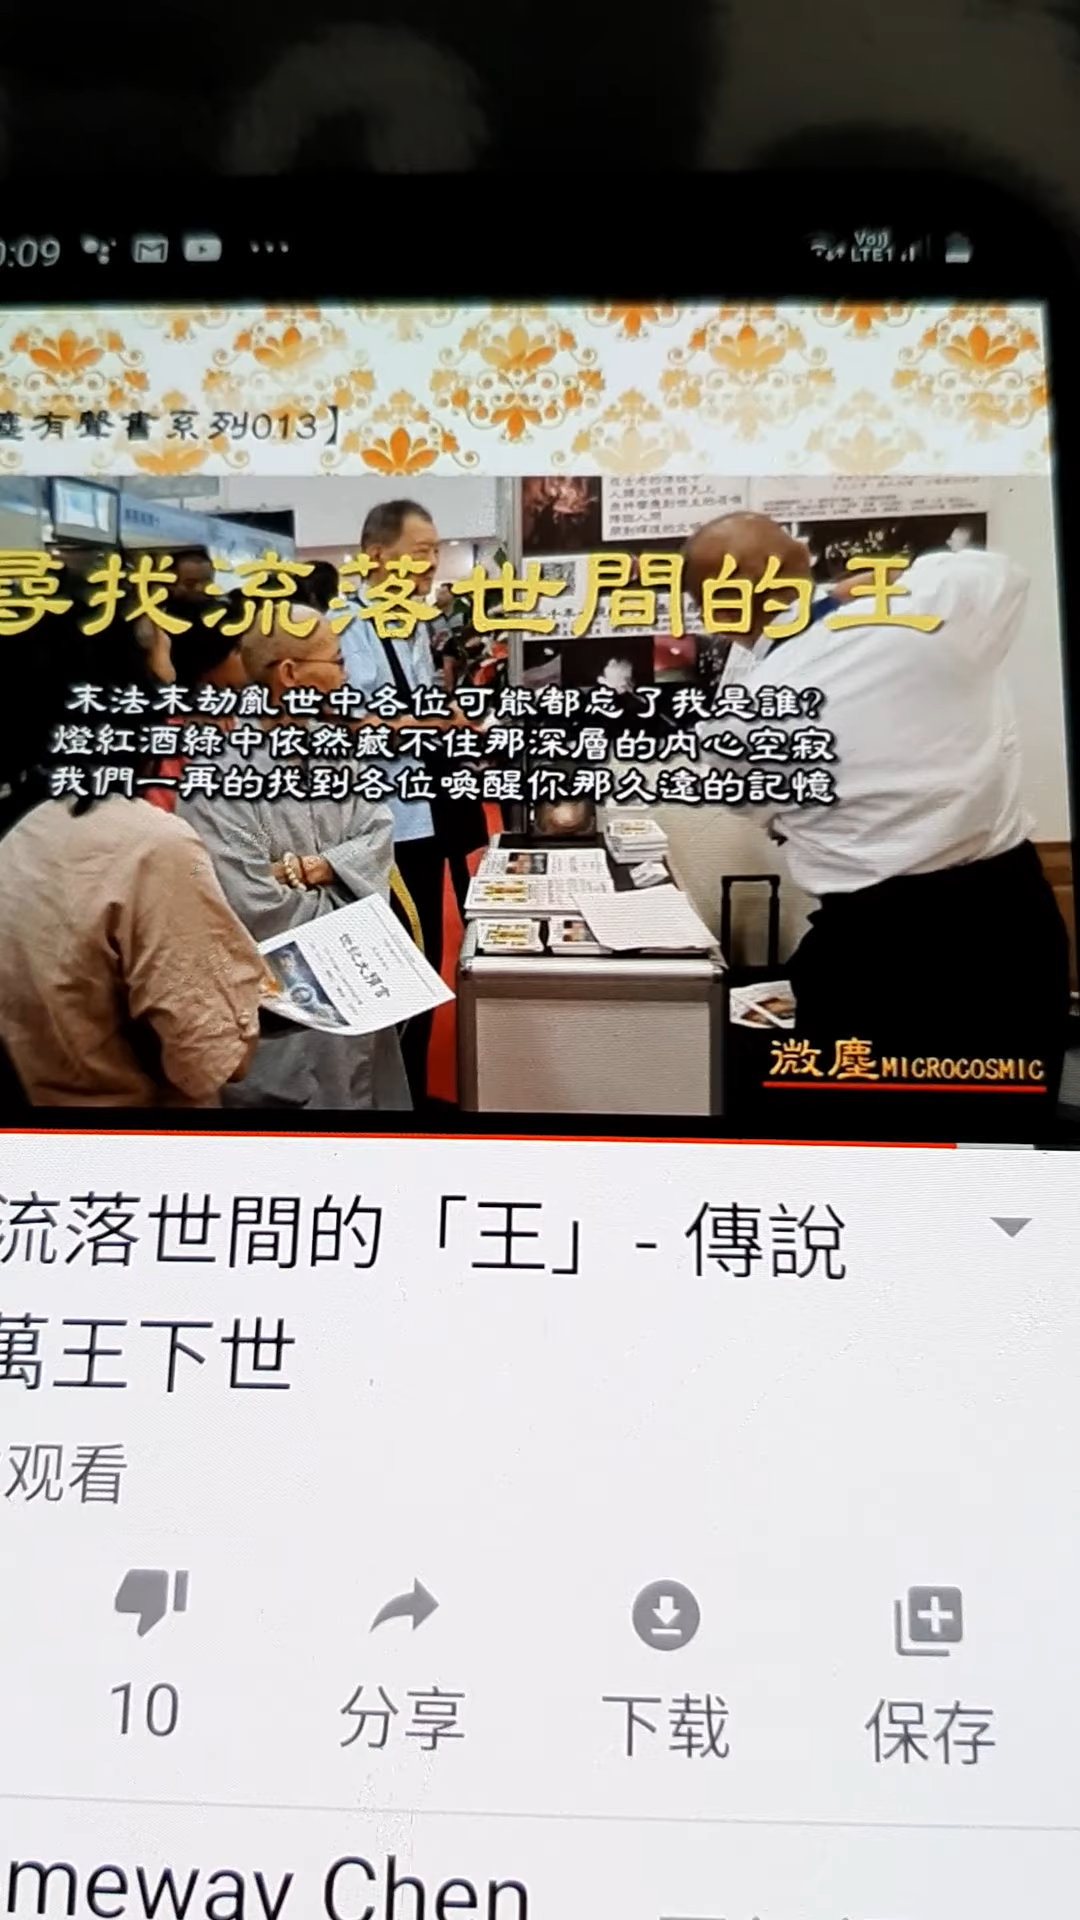 :09
VoLTE1
塵有聲書系列013】
尋找流落世間的王
末法末劫亂世中各位可能都忘了我是誰?
燈紅酒綠中依然藏不住那深層的內心空寂
我們一再的找到各位喚醒你那久遠的記憶
微塵MICROCOSMIC
流落世間的「王」- 傳說
萬王下世
观看
10
分享
下载
保存
meway Chen